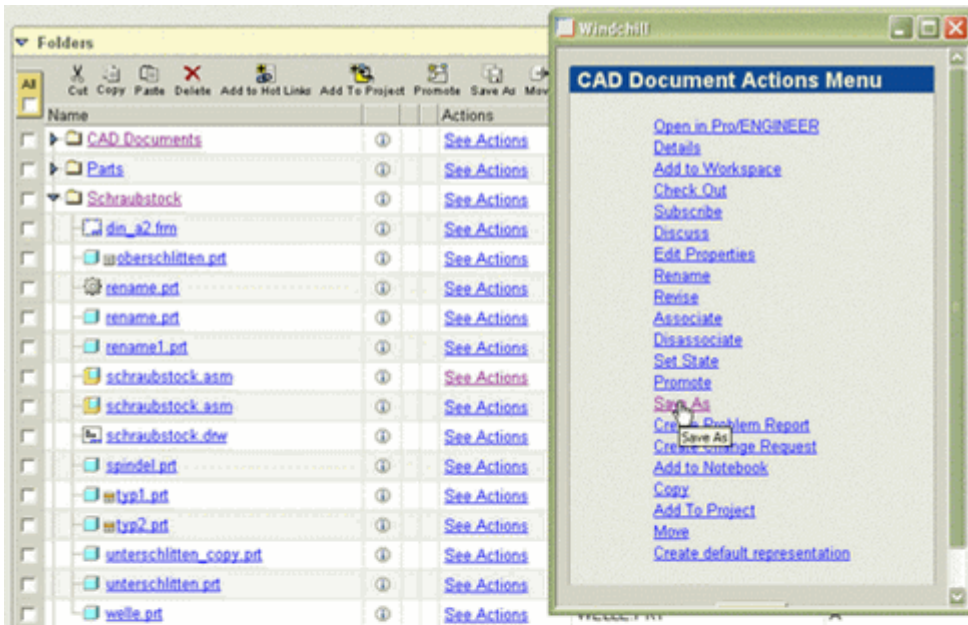 Folders
All
Cut Copy Paste Delete Add to Hot Links Add To Project Promote Save As Mov
Name Actions
CAD Documents See Actions
Parts See Actions
Schraubstock See Actions
din_a2.frm See Actions
oberschlitten.prt See Actions
rename.prt See Actions
rename.prt See Actions
rename1.prt See Actions
schraubstock.asm See Actions
schraubstock.asm See Actions
schraubstock.drw See Actions
spindel.prt See Actions
typ1.prt See Actions
typ2.prt See Actions
unterschlitten_copy.prt See Actions
unterschlitten.prt See Actions
welle.prt See Actions
WELLE.PRT
Windchill
CAD Document Actions Menu
Open in Pro/ENGINEER
Details
Add to Workspace
Check Out
Subscribe
Discuss
Edit Properties
Rename
Revise
Associate
Disassociate
Set State
Promote
Save As
Create Problem Report
Save As
Create Change Request
Add to Notebook
Copy
Add To Project
Move
Create default representation